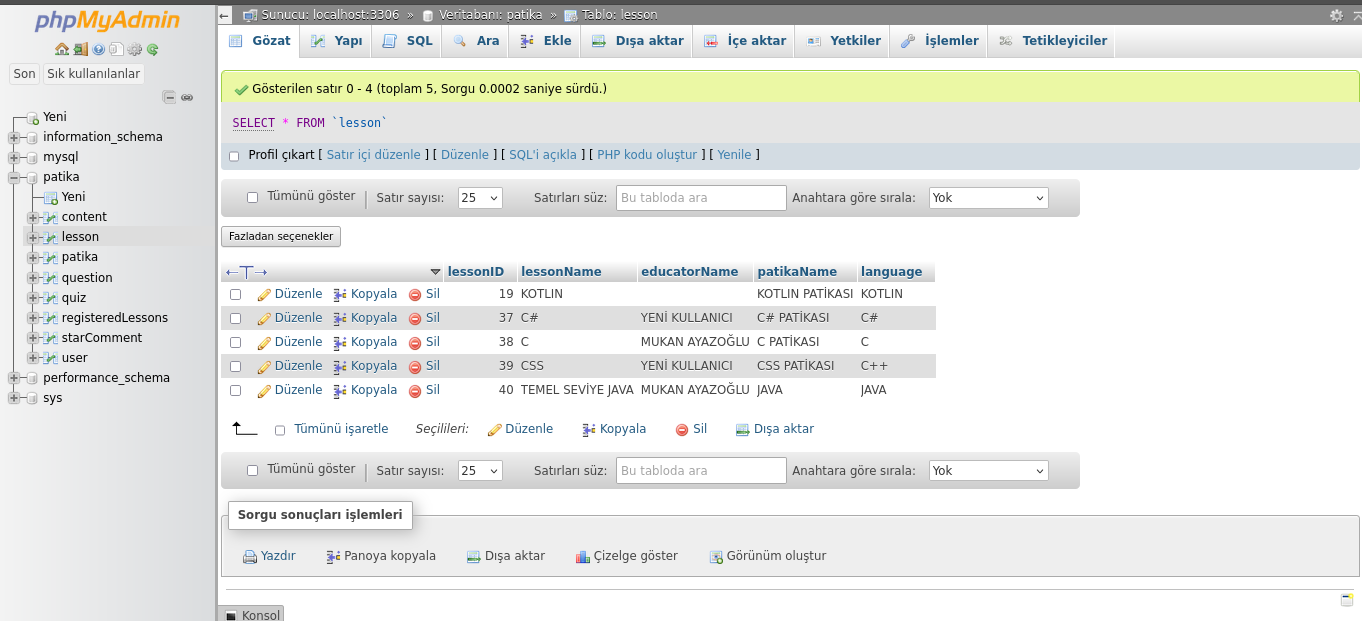 phpMyAdmin
Son Sık kullanılanlar
Yeni
information_schema
mysql
patika
Yeni
content
lesson
patika
question
quiz
registeredLessons
starComment
user
performance_schema
sys
Sunucu: localhost:3306 » Veritabanı: patika » Tablo: lesson
Gözat Yapı SQL Ara Ekle Dışa aktar İçe aktar Yetkiler İşlemler Tetikleyiciler
Gösterilen satır 0 - 4 (toplam 5, Sorgu 0.0002 saniye sürdü.)
SELECT * FROM `lesson`
Profil çıkart [ Satır içi düzenle ] [ Düzenle ] [ SQL'i açıkla ] [ PHP kodu oluştur ] [ Yenile ]
Tümünü göster | Satır sayısı: 25 Satırları süz: Bu tabloda ara Anahtara göre sırala: Yok
Fazladan seçenekler
←T→ lessonID lessonName educatorName patikaName language
Düzenle Kopyala Sil 19 KOTLIN KOTLIN PATİKASI KOTLIN
Düzenle Kopyala Sil 37 C# YENİ KULLANICI C# PATİKASI C#
Düzenle Kopyala Sil 38 C MUKAN AYAZOĞLU C PATİKASI C
Düzenle Kopyala Sil 39 CSS YENİ KULLANICI CSS PATİKASI C++
Düzenle Kopyala Sil 40 TEMEL SEVİYE JAVA MUKAN AYAZOĞLU JAVA JAVA
Tümünü işaretle Seçilileri: Düzenle Kopyala Sil Dışa aktar
Tümünü göster | Satır sayısı: 25 Satırları süz: Bu tabloda ara Anahtara göre sırala: Yok
Sorgu sonuçları işlemleri
Yazdır Panoya kopyala Dışa aktar Çizelge göster Görünüm oluştur
Konsol